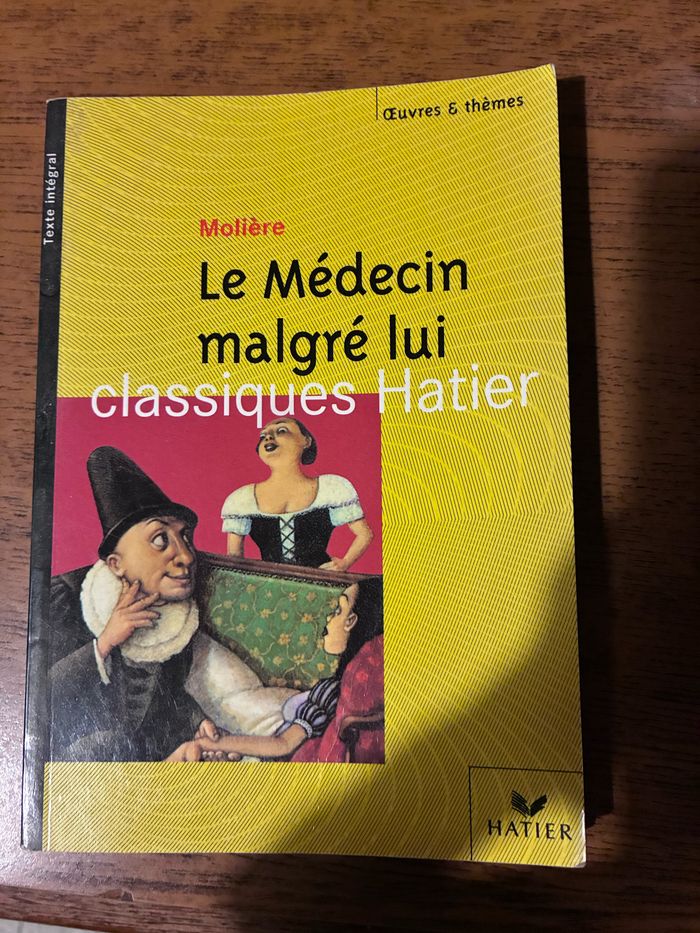 Œuvres & thèmes
Texte intégral
Molière
Le Médecin
malgré lui
classiques Hatier
HATIER